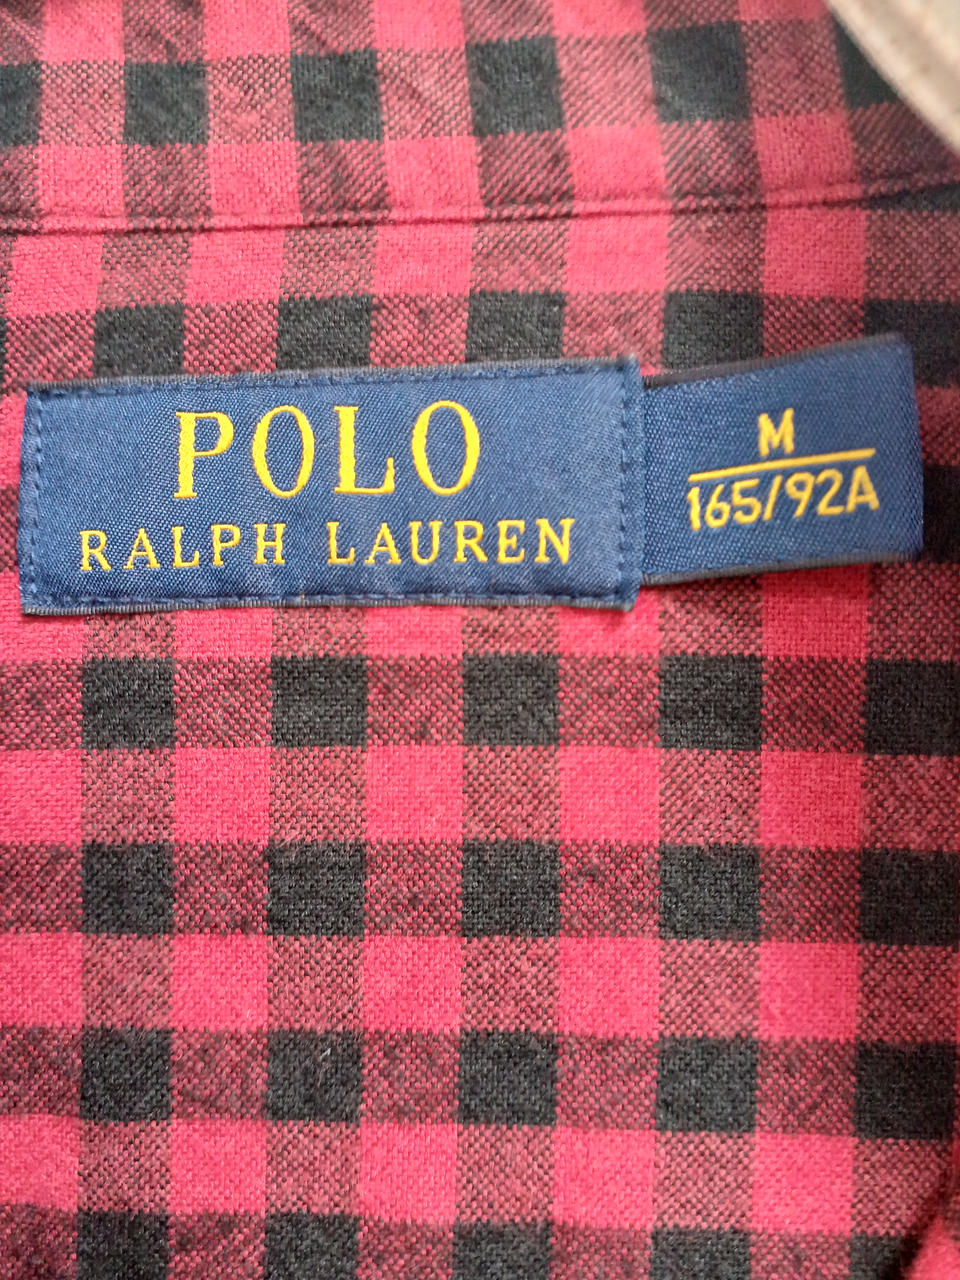 POLO
RALPH LAUREN
M
165/92A